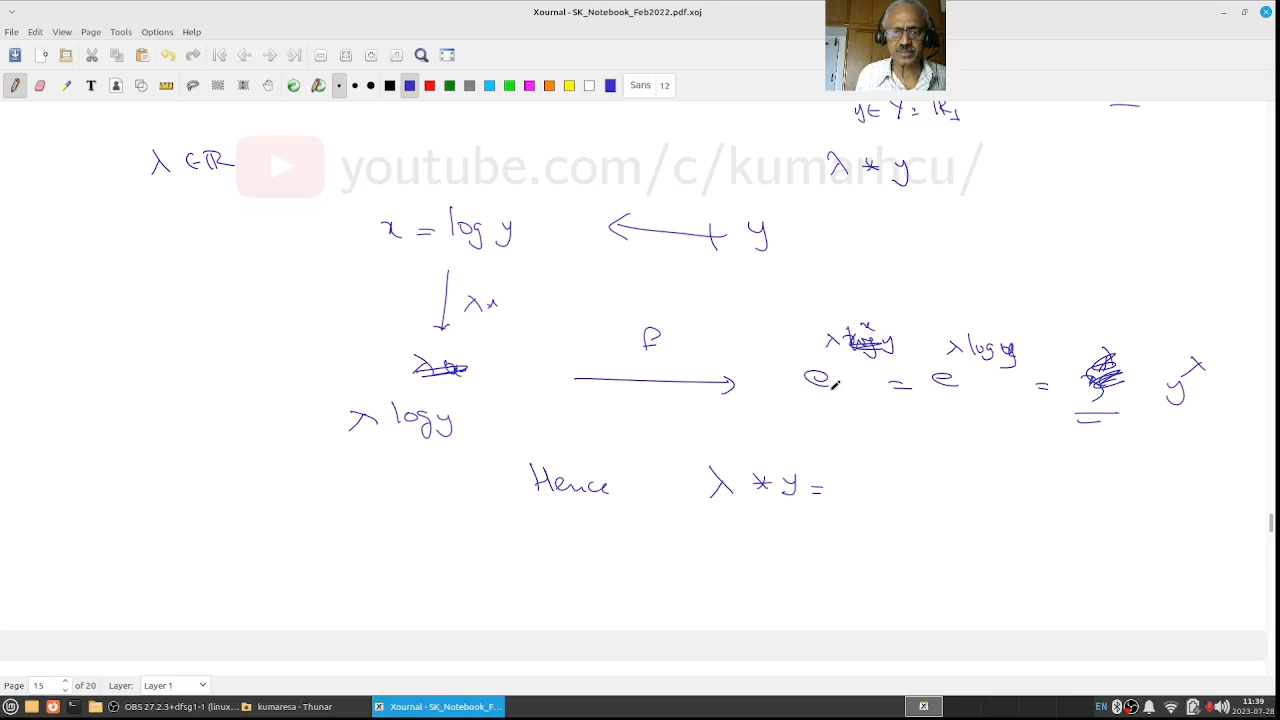 Xournal - SK_Notebook_Feb2022.pdf.xoj
File Edit View Page Tools Options Help
Sans 12
y ∈ Y = ℝ₊
λ ∈ ℝ
youtube.com/c/kumarhcu/
λ * y
x = log y
y
λx
f
e^{λx} = e^{λ log y} = y^λ
λ log y
Hence λ * y =
Page 15 of 20 Layer: Layer 1
OBS 27.2.3+dfsg1-1 (linux... kumaresa - Thunar Xournal - SK_Notebook_F... EN 11:39
2023-07-28